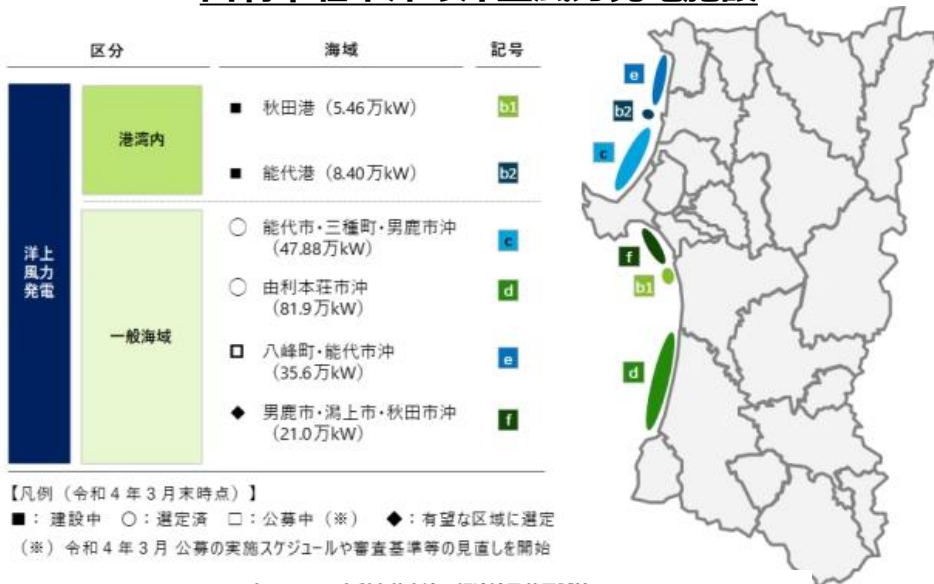 区分 海域 記号
洋上
風力
発電
港湾内
■ 秋田港（5.46万kW） b1
■ 能代港（8.40万kW） b2
一般海域
○ 能代市・三種町・男鹿市沖
（47.88万kW） c
○ 由利本荘市沖
（81.9万kW） d
□ 八峰町・能代市沖
（35.6万kW） e
◆ 男鹿市・潟上市・秋田市沖
（21.0万kW） f
【凡例（令和４年３月末時点）】
■：建設中 ○：選定済 □：公募中（※） ◆：有望な区域に選定
（※）令和４年３月 公募の実施スケジュールや審査基準等の見直しを開始
e
b2
c
f
b1
d